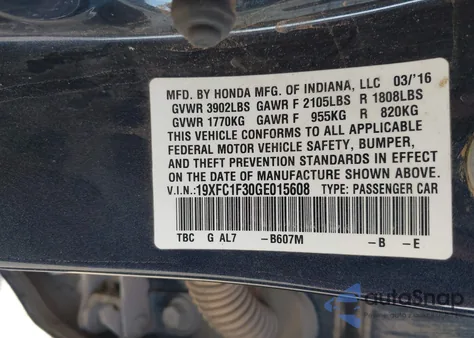 MFD. BY HONDA MFG. OF INDIANA, LLC 03/'16
GVWR 3902LBS GAWR F 2105LBS R 1808LBS
GVWR 1770KG GAWR F 955KG R 820KG
THIS VEHICLE CONFORMS TO ALL APPLICABLE
FEDERAL MOTOR VEHICLE SAFETY, BUMPER,
AND THEFT PREVENTION STANDARDS IN EFFECT
ON THE DATE OF MANUFACTURE SHOWN ABOVE.
V.I.N.: 19XFC1F30GE015608 TYPE: PASSENGER CAR
TBC G AL7 -B607M -B -E
autoSnap